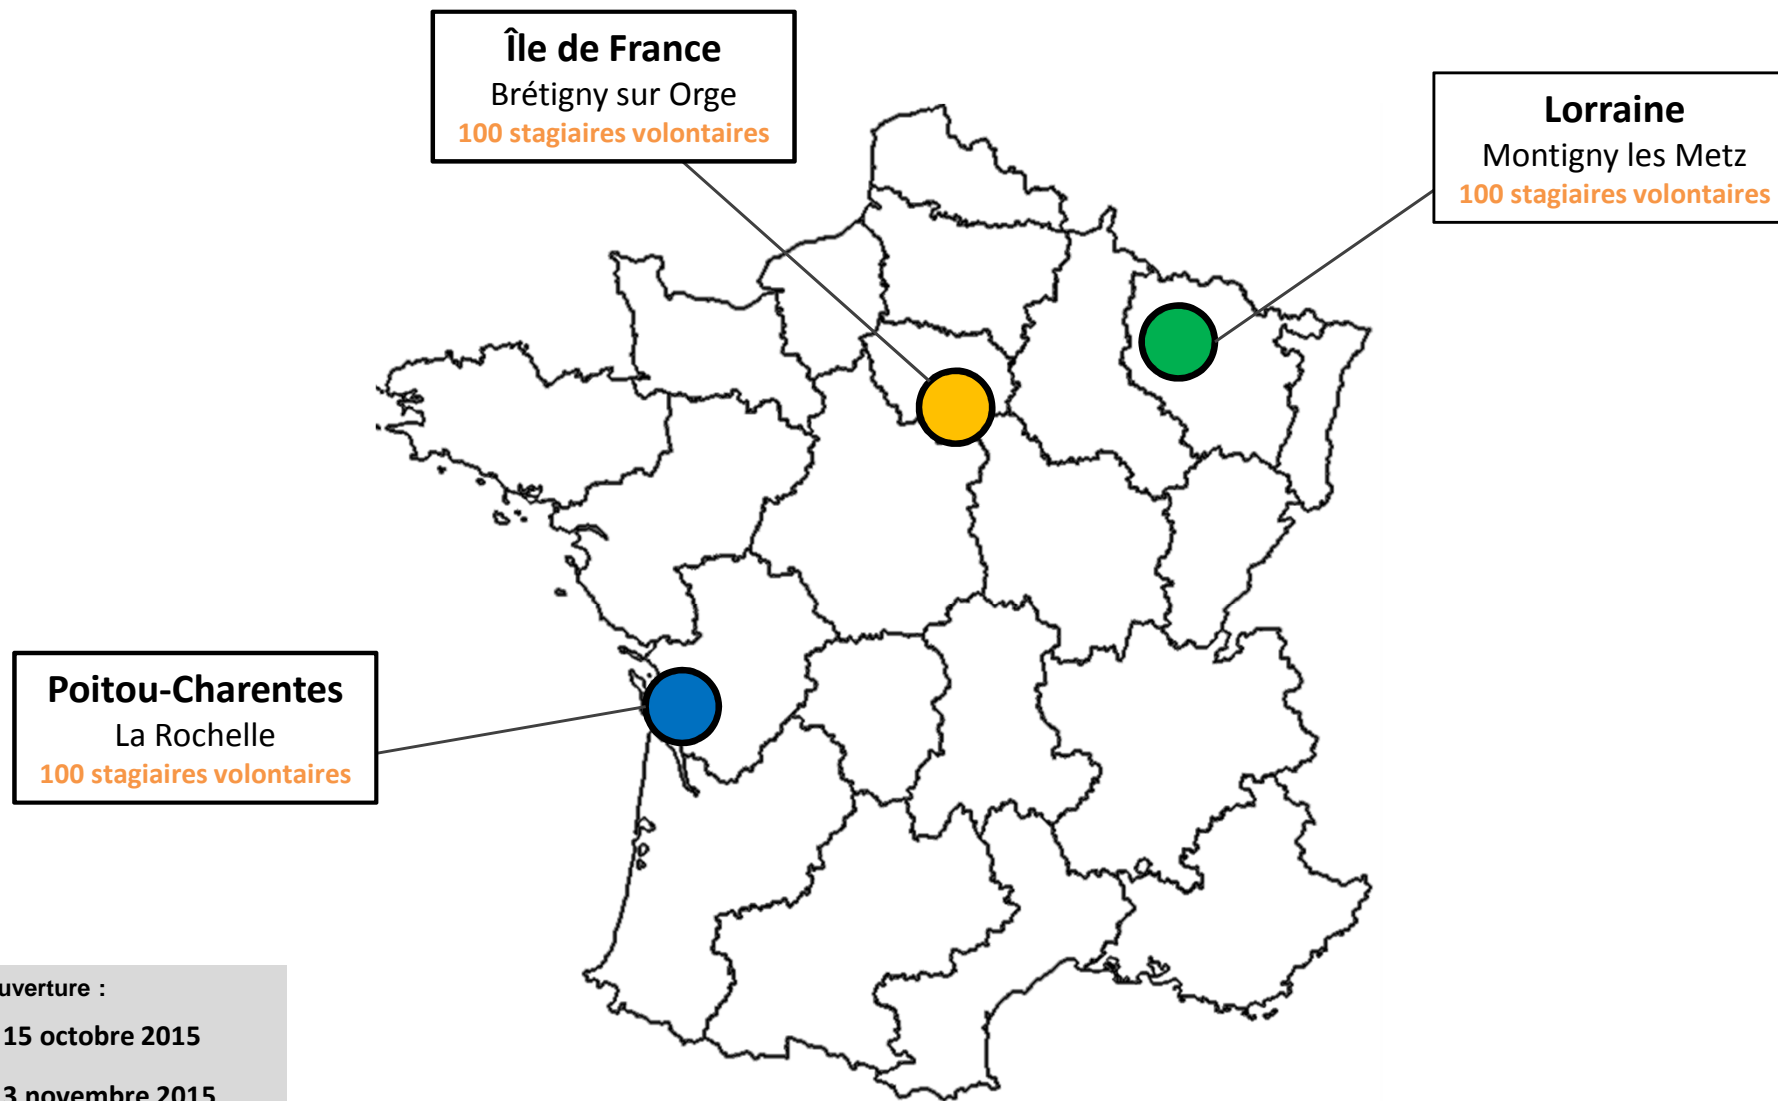 Île de France
Brétigny sur Orge
100 stagiaires volontaires
Lorraine
Montigny les Metz
100 stagiaires volontaires
Poitou-Charentes
La Rochelle
100 stagiaires volontaires
uverture :
15 octobre 2015
3 novembre 2015